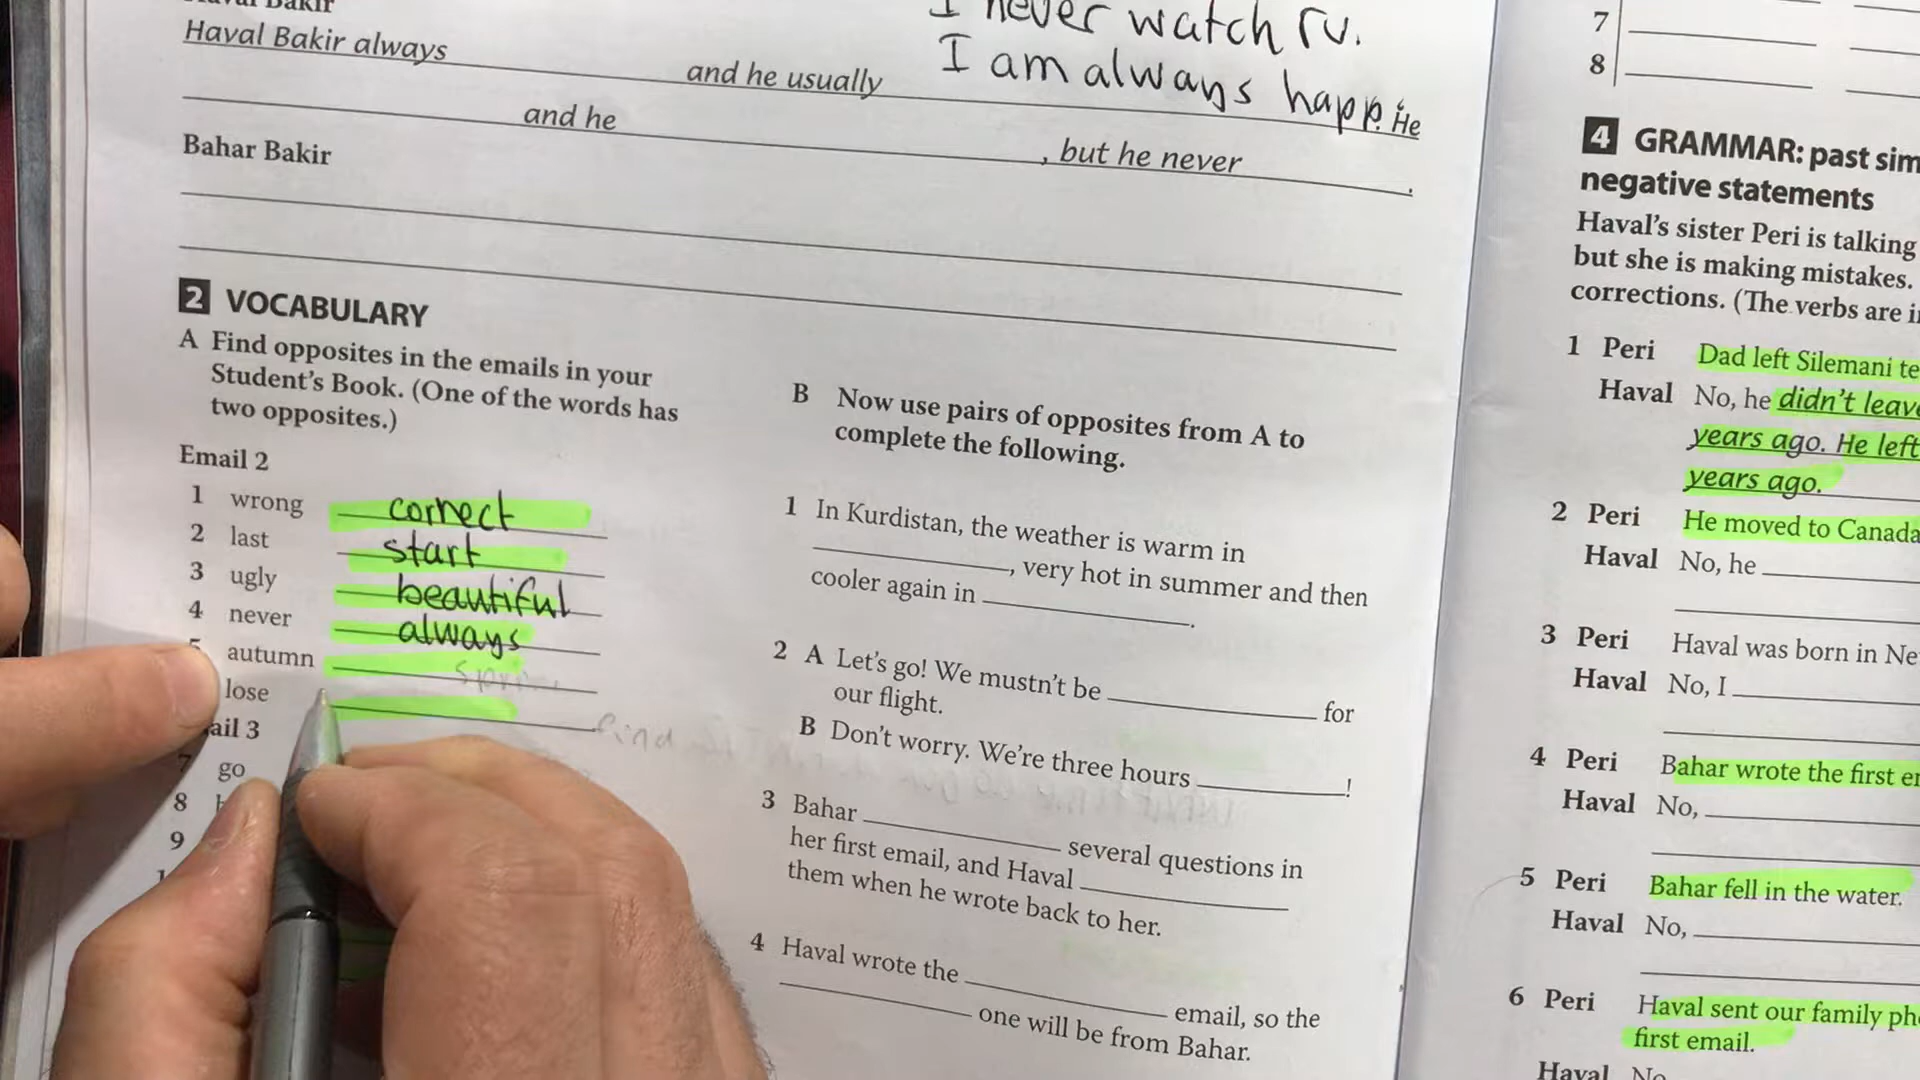 Haval Bakir always
and he usually
I never watch TV.
I am always happy. He
and he
, but he never
.
Bahar Bakir
2 VOCABULARY
A Find opposites in the emails in your
Student's Book. (One of the words has
two opposites.)
Email 2
1 wrong correct
2 last start
3 ugly beautiful
4 never always
autumn
lose find
ail 3
7 go
8
9
B Now use pairs of opposites from A to
complete the following.
1 In Kurdistan, the weather is warm in
, very hot in summer and then
cooler again in .
2 A Let's go! We mustn't be for
our flight.
B Don't worry. We're three hours !
3 Bahar several questions in
her first email, and Haval
them when he wrote back to her.
4 Haval wrote the email, so the
one will be from Bahar.
7
8
4 GRAMMAR: past sim
negative statements
Haval's sister Peri is talking
but she is making mistakes.
corrections. (The verbs are i
1 Peri Dad left Silemani te
Haval No, he didn't leave
years ago. He left
years ago.
2 Peri He moved to Canada
Haval No, he
3 Peri Haval was born in Ne
Haval No, I
4 Peri Bahar wrote the first e
Haval No,
5 Peri Bahar fell in the water.
Haval No,
6 Peri Haval sent our family ph
first email.
Haval No